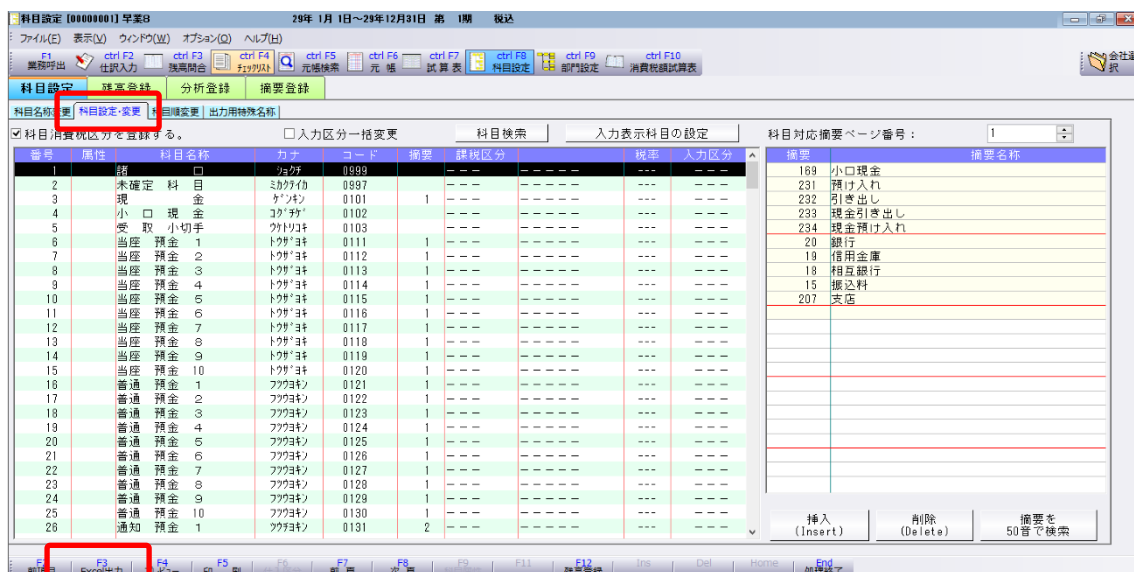 科目設定 [00000001] 早業8 29年 1月 1日～29年12月31日 第 1期 税込
ファイル(F) 表示(V) ウィンドウ(W) オプション(O) ヘルプ(H)
F1 業務呼出 ctrl F2 仕訳入力 ctrl F3 残高問合 ctrl F4 チェックリスト ctrl F5 元帳検索 ctrl F6 元 帳 ctrl F7 試 算 表 ctrl F8 科目設定 ctrl F9 部門設定 ctrl F10 消費税額試算表
科目設定 残高登録 分析登録 摘要登録
科目名称変更 科目設定・変更 科目順変更 出力用特殊名称
科目消費税区分を登録する。 入力区分一括変更 科目検索 入力表示科目の設定 科目対応摘要ページ番号： 1
番号 属性 科目名称 カナ コード 摘要 課税区分 税率 入力区分 摘要 摘要名称
1 諸 口 ｼｮｸﾁ 0999 --- ----- --- --- 169 小口現金
2 未確定 科 目 ﾐｶｸﾃｲｶ 0997 --- ----- --- --- 231 預け入れ
3 現 金 ｹﾞﾝｷﾝ 0101 1 --- ----- --- --- 232 引き出し
4 小 口 現 金 ｺｸﾞﾁｹﾞ 0102 --- ----- --- --- 233 現金引き出し
5 受 取 小切手 ｳｹﾄﾘｺｷ 0103 --- ----- --- --- 234 現金預け入れ
6 当座 預金 1 ﾄｳｻﾞﾖｷ 0111 1 --- ----- --- --- 20 銀行
7 当座 預金 2 ﾄｳｻﾞﾖｷ 0112 1 --- ----- --- --- 19 信用金庫
8 当座 預金 3 ﾄｳｻﾞﾖｷ 0113 1 --- ----- --- --- 18 相互銀行
9 当座 預金 4 ﾄｳｻﾞﾖｷ 0114 1 --- ----- --- --- 15 振込料
10 当座 預金 5 ﾄｳｻﾞﾖｷ 0115 1 --- ----- --- --- 207 支店
11 当座 預金 6 ﾄｳｻﾞﾖｷ 0116 1 --- ----- --- ---
12 当座 預金 7 ﾄｳｻﾞﾖｷ 0117 1 --- ----- --- ---
13 当座 預金 8 ﾄｳｻﾞﾖｷ 0118 1 --- ----- --- ---
14 当座 預金 9 ﾄｳｻﾞﾖｷ 0119 1 --- ----- --- ---
15 当座 預金 10 ﾄｳｻﾞﾖｷ 0120 1 --- ----- --- ---
16 普通 預金 1 ﾌﾂｳﾖｷﾝ 0121 1 --- ----- --- ---
17 普通 預金 2 ﾌﾂｳﾖｷﾝ 0122 1 --- ----- --- ---
18 普通 預金 3 ﾌﾂｳﾖｷﾝ 0123 1 --- ----- --- ---
19 普通 預金 4 ﾌﾂｳﾖｷﾝ 0124 1 --- ----- --- ---
20 普通 預金 5 ﾌﾂｳﾖｷﾝ 0125 1 --- ----- --- ---
21 普通 預金 6 ﾌﾂｳﾖｷﾝ 0126 1 --- ----- --- ---
22 普通 預金 7 ﾌﾂｳﾖｷﾝ 0127 1 --- ----- --- ---
23 普通 預金 8 ﾌﾂｳﾖｷﾝ 0128 1 --- ----- --- ---
24 普通 預金 9 ﾌﾂｳﾖｷﾝ 0129 1 --- ----- --- ---
25 普通 預金 10 ﾌﾂｳﾖｷﾝ 0130 1 --- ----- --- ---
26 通知 預金 1 ﾂｳﾁﾖｷﾝ 0131 2 --- ----- --- ---
挿入 (Insert) 削除 (Delete) 摘要を 50音で検索
F3 Excel出力 F4 F5 F6 F7 前 頁 F8 次 頁 F9 F11 F12 残高登録 Ins Del Home End 処理終了